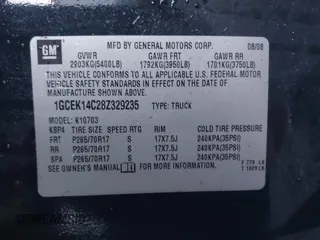 GM
MFD BY GENERAL MOTORS CORP. 08/08
GVWR GAWR FRT GAWR RR
2903KG(6400LB) 1792KG(3950LB) 1701KG(3750LB)
THIS VEHICLE CONFORMS TO ALL APPLICABLE U.S. FEDERAL
MOTOR VEHICLE SAFETY AND THEFT PREVENTION STANDARDS
IN EFFECT ON THE DATE OF MANUFACTURE SHOWN ABOVE.
1GCEK14C28Z329235 TYPE: TRUCK
MODEL: K10703
KBP4 TIRE SIZE SPEED RTG RIM COLD TIRE PRESSURE
FRT P265/70R17 S 17X7.5J 240KPA(35PSI)
RR P265/70R17 S 17X7.5J 240KPA(35PSI)
SPA P265/70R17 S 17X7.5J 240KPA(35PSI)
SEE OWNER'S MANUAL FOR MORE INFORMATION.